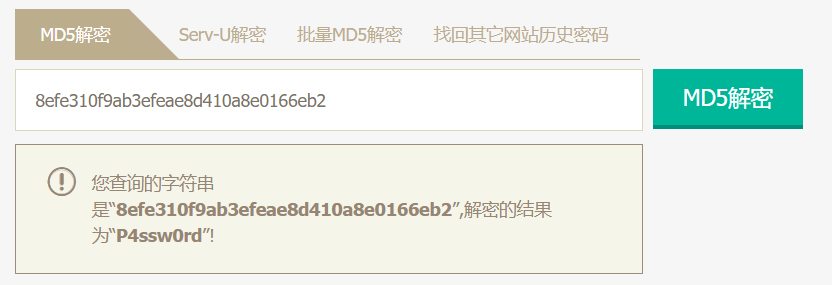 MD5解密 Serv-U解密 批量MD5解密 找回其它网站历史密码
8efe310f9ab3efeae8d410a8e0166eb2 MD5解密
您查询的字符串
是“8efe310f9ab3efeae8d410a8e0166eb2”,解密的结果
为“P4ssw0rd”!